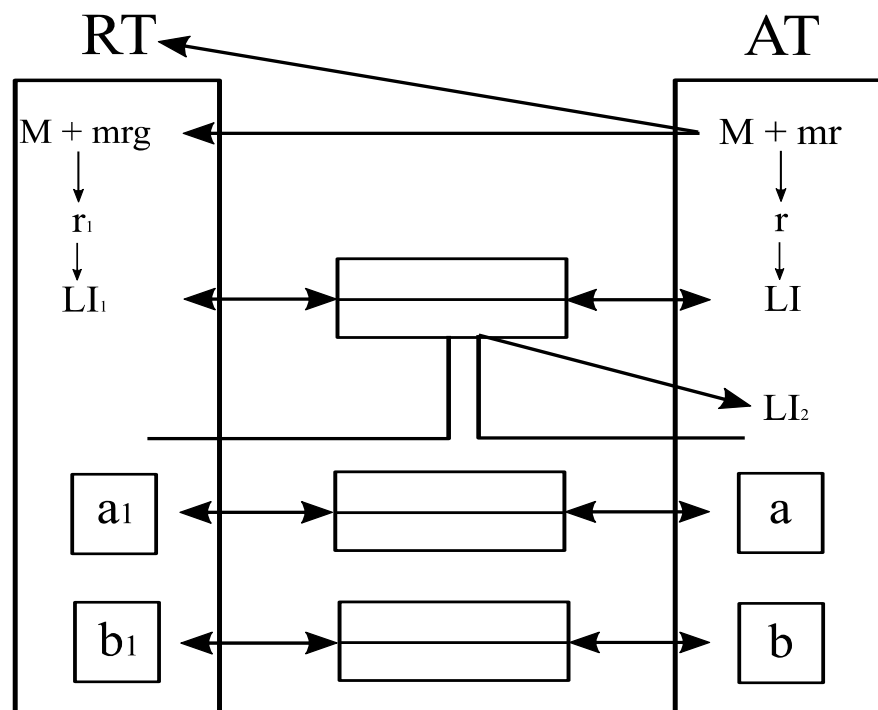 RT AT
M + mrg M + mr
r₁ r
LI₁ LI
LI₂
a₁ a
b₁ b